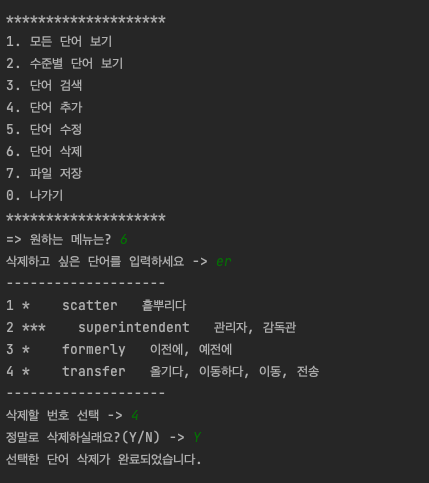 ********************
1. 모든 단어 보기
2. 수준별 단어 보기
3. 단어 검색
4. 단어 추가
5. 단어 수정
6. 단어 삭제
7. 파일 저장
0. 나가기
********************
=> 원하는 메뉴는? 6
삭제하고 싶은 단어를 입력하세요 -> er
--------------------
1 *    scatter   흩뿌리다
2 ***    superintendent   관리자, 감독관
3 *    formerly   이전에, 예전에
4 *    transfer   옮기다, 이동하다, 이동, 전송
--------------------
삭제할 번호 선택 -> 4
정말로 삭제하실래요?(Y/N) -> Y
선택한 단어 삭제가 완료되었습니다.